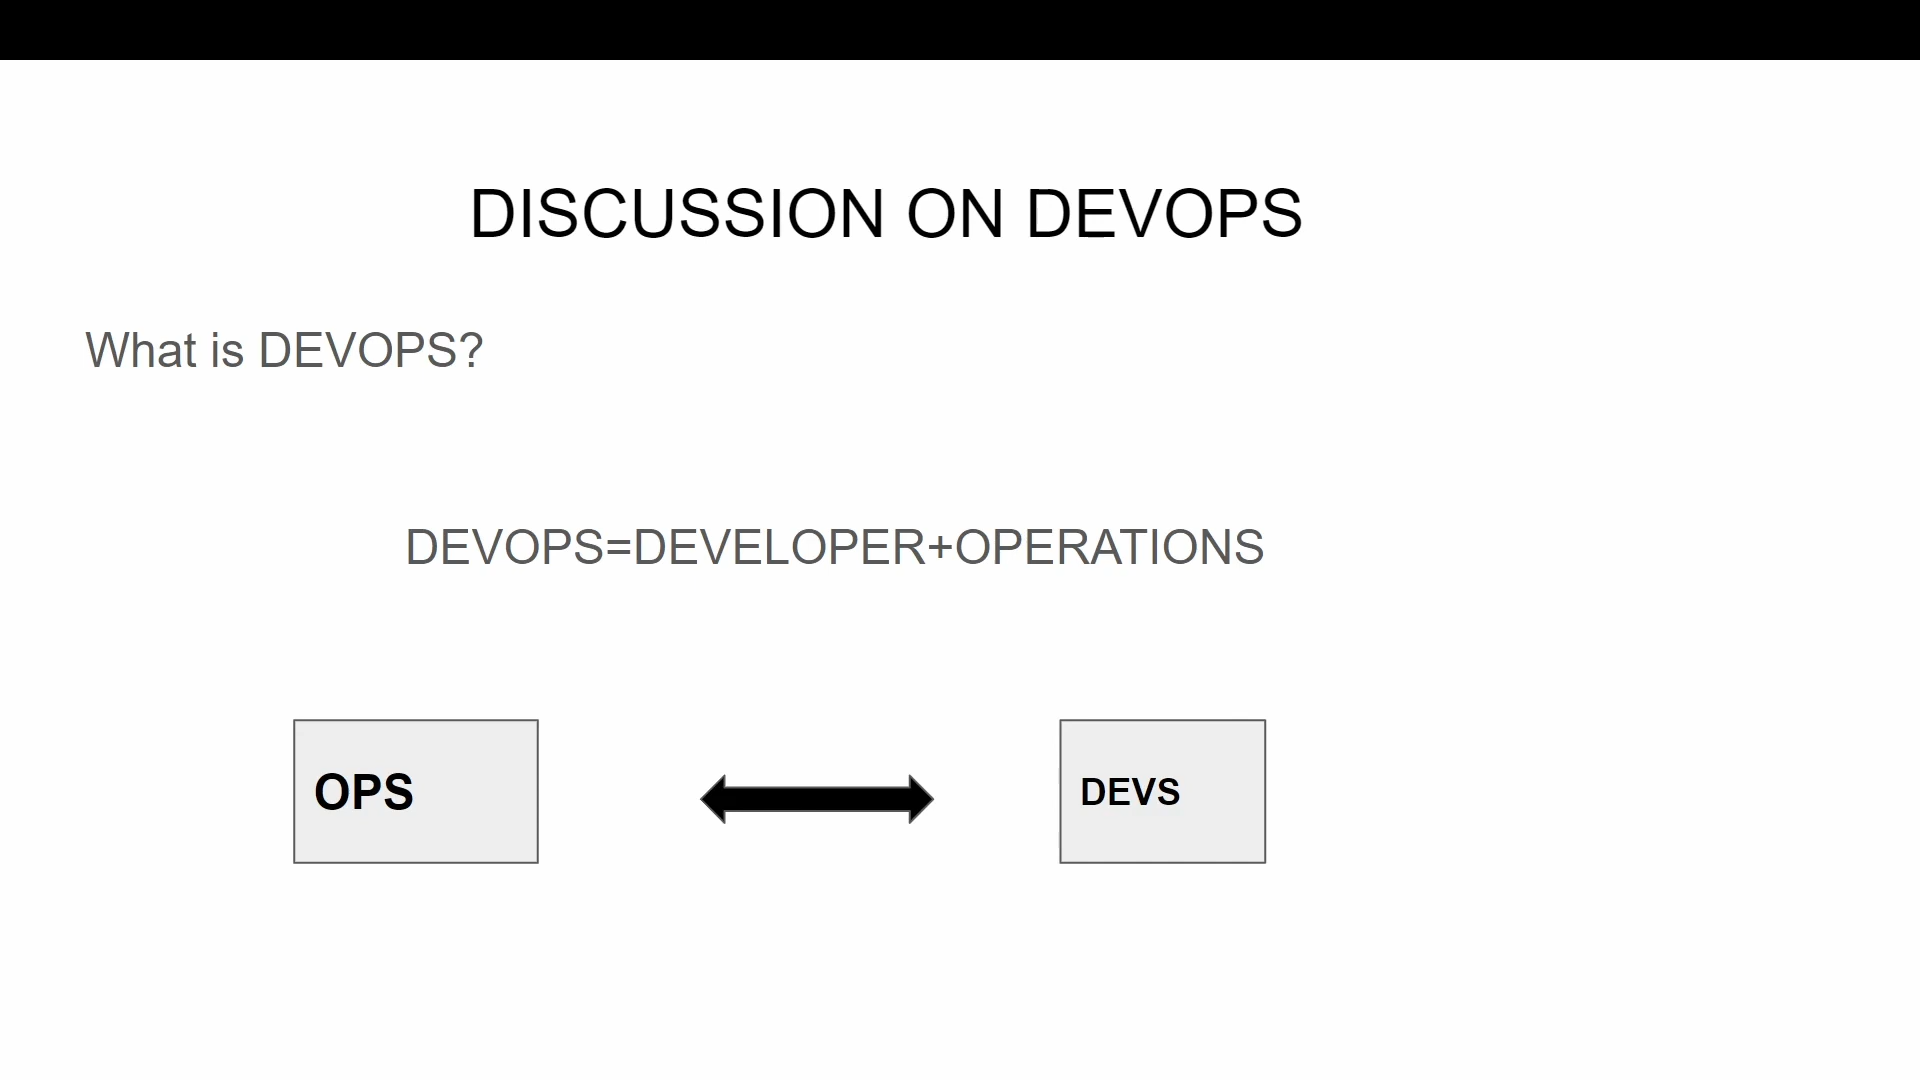 DISCUSSION ON DEVOPS
What is DEVOPS?
DEVOPS=DEVELOPER+OPERATIONS
OPS
DEVS